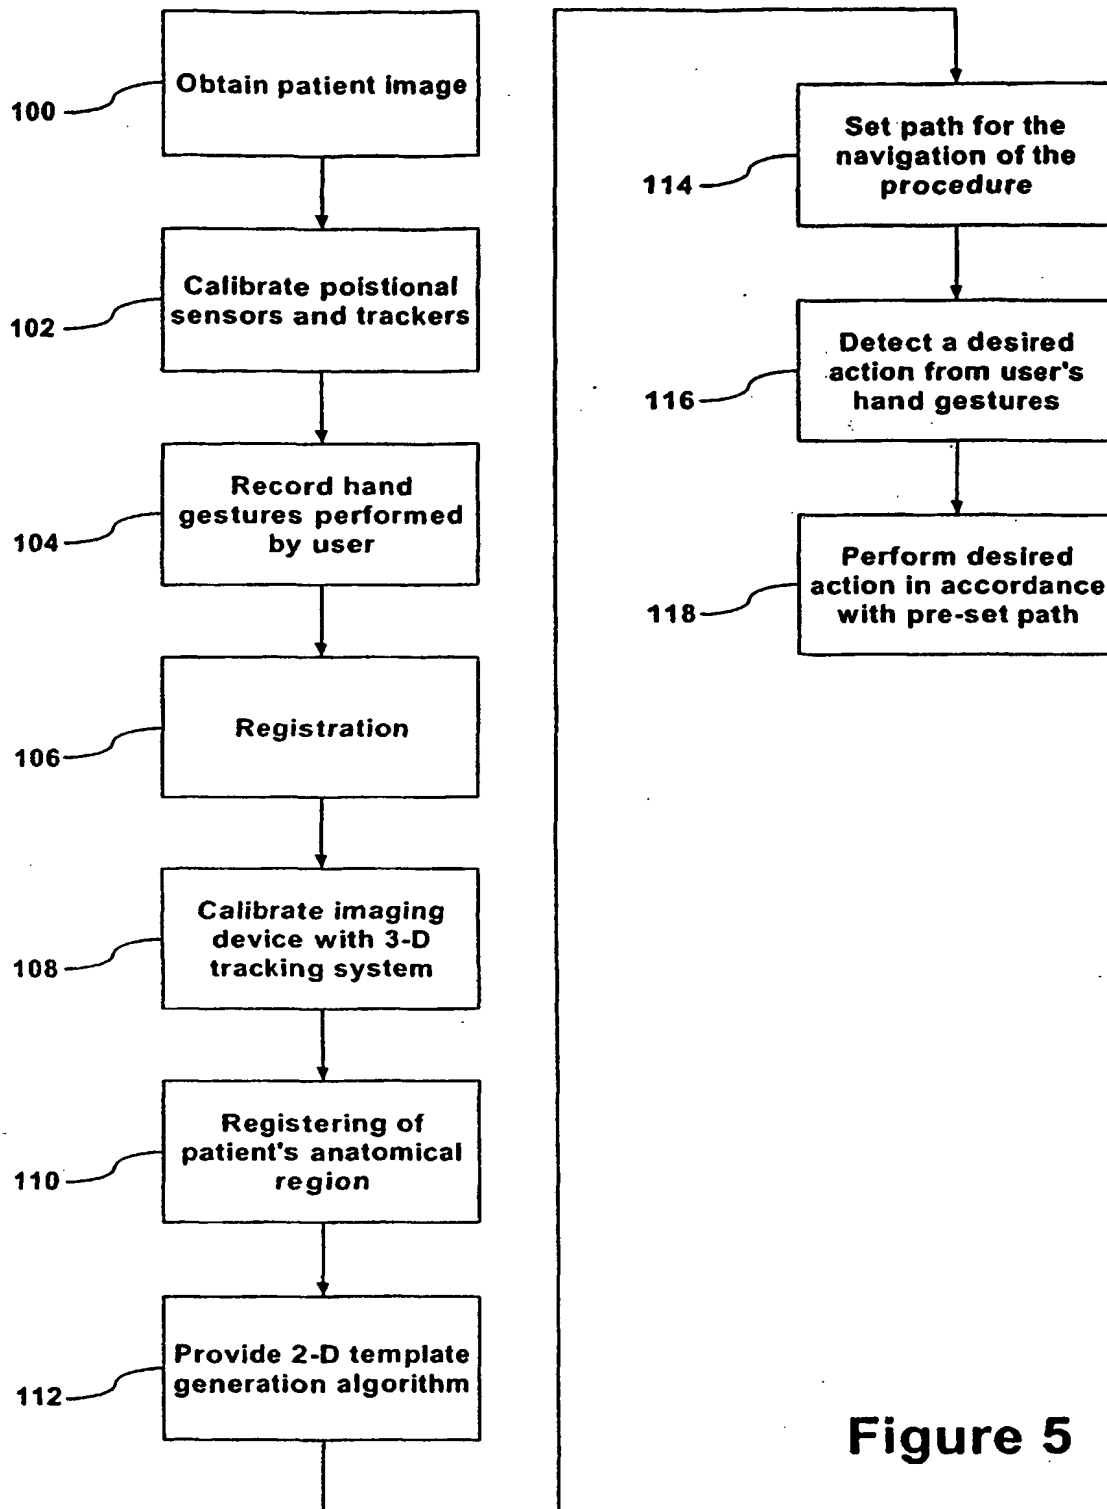 Obtain patient image
100
Calibrate poistional
sensors and trackers
102
Record hand
gestures performed
by user
104
Registration
106
Calibrate imaging
device with 3-D
tracking system
108
Registering of
patient's anatomical
region
110
Provide 2-D template
generation algorithm
112
Set path for the
navigation of the
procedure
114
Detect a desired
action from user's
hand gestures
116
Perform desired
action in accordance
with pre-set path
118
Figure 5